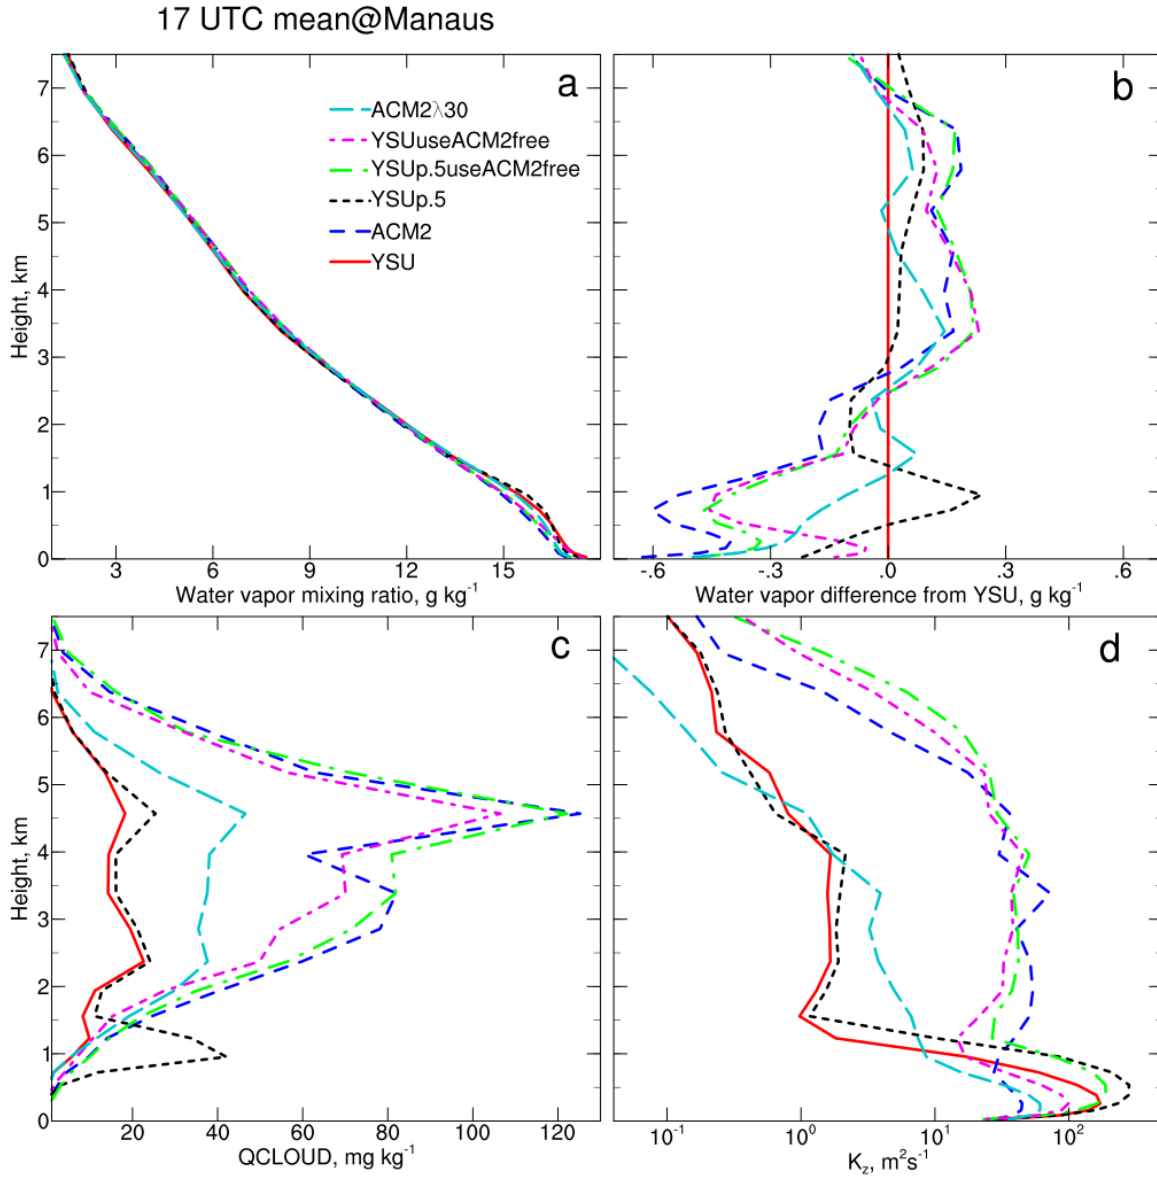 17 UTC mean@Manaus
a
ACM2λ30
YSUuseACM2free
YSUp.5useACM2free
YSUp.5
ACM2
YSU
Height, km
7
6
5
4
3
2
1
0
3 6 9 12 15
Water vapor mixing ratio, g kg⁻¹
b
-.6 -.3 .0 .3 .6
Water vapor difference from YSU, g kg⁻¹
c
Height, km
7
6
5
4
3
2
1
0
20 40 60 80 100 120
QCLOUD, mg kg⁻¹
d
10⁻¹ 10⁰ 10¹ 10²
K_z, m²s⁻¹